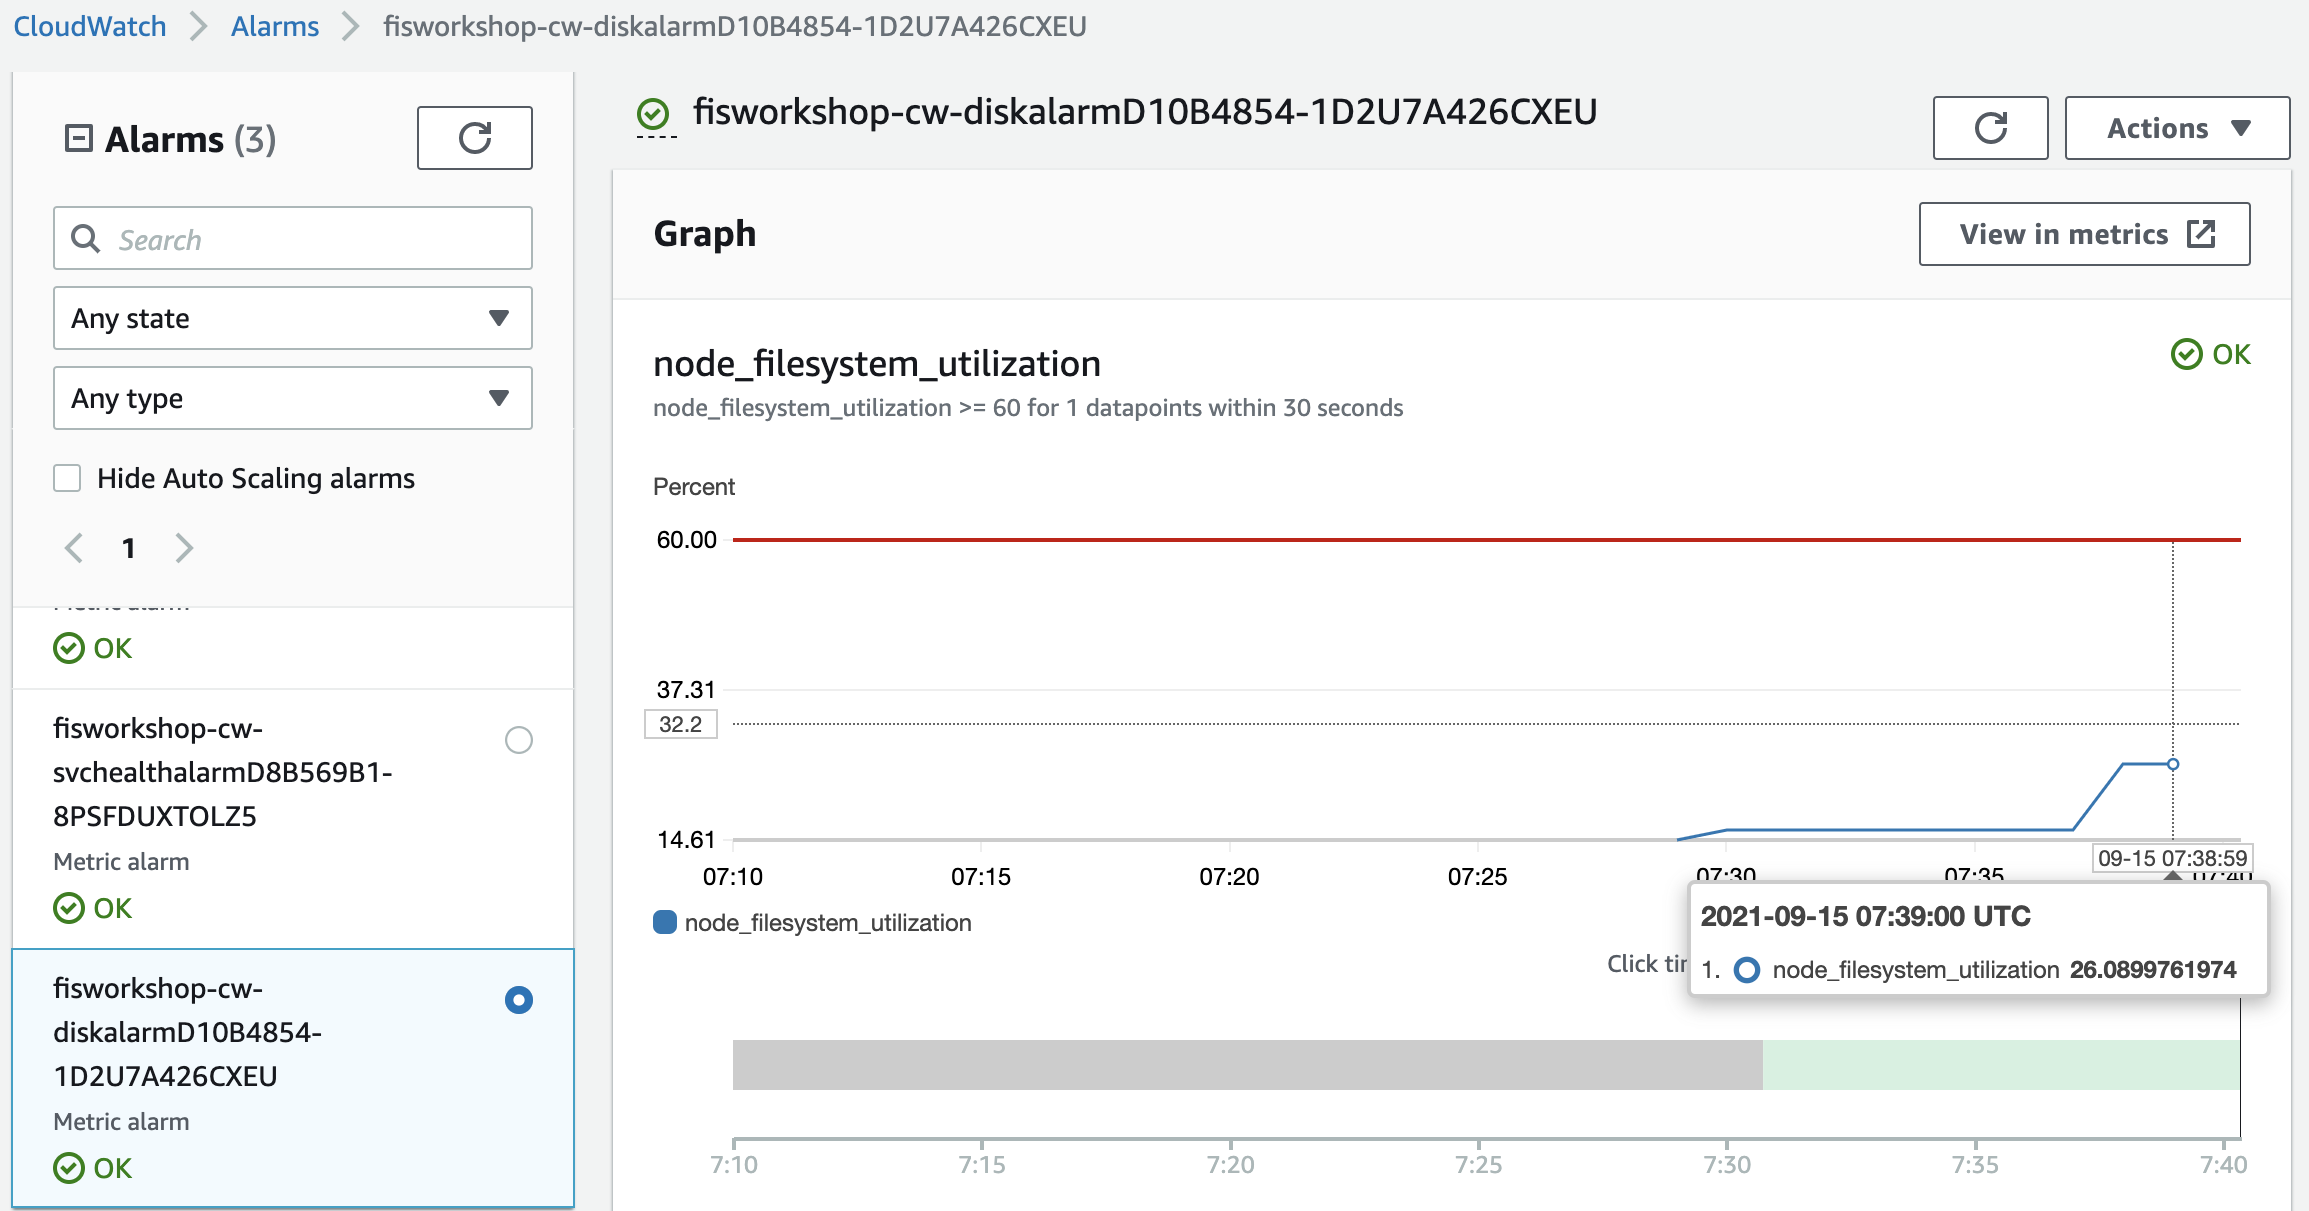 CloudWatch > Alarms > fisworkshop-cw-diskalarmD10B4854-1D2U7A426CXEU
Alarms (3)
Search
Any state
Any type
Hide Auto Scaling alarms
1
Metric alarm
OK
fisworkshop-cw-
svchealthalarmD8B569B1-
8PSFDUXTOLZ5
Metric alarm
OK
fisworkshop-cw-
diskalarmD10B4854-
1D2U7A426CXEU
Metric alarm
OK
fisworkshop-cw-diskalarmD10B4854-1D2U7A426CXEU
Actions
Graph
View in metrics
node_filesystem_utilization
OK
node_filesystem_utilization >= 60 for 1 datapoints within 30 seconds
Percent
60.00
37.31
32.2
14.61
09-15 07:38:59
07:10 07:15 07:20 07:25 07:30 07:35 07:40
node_filesystem_utilization
2021-09-15 07:39:00 UTC
Click
1. node_filesystem_utilization 26.0899761974
7:10 7:15 7:20 7:25 7:30 7:35 7:40